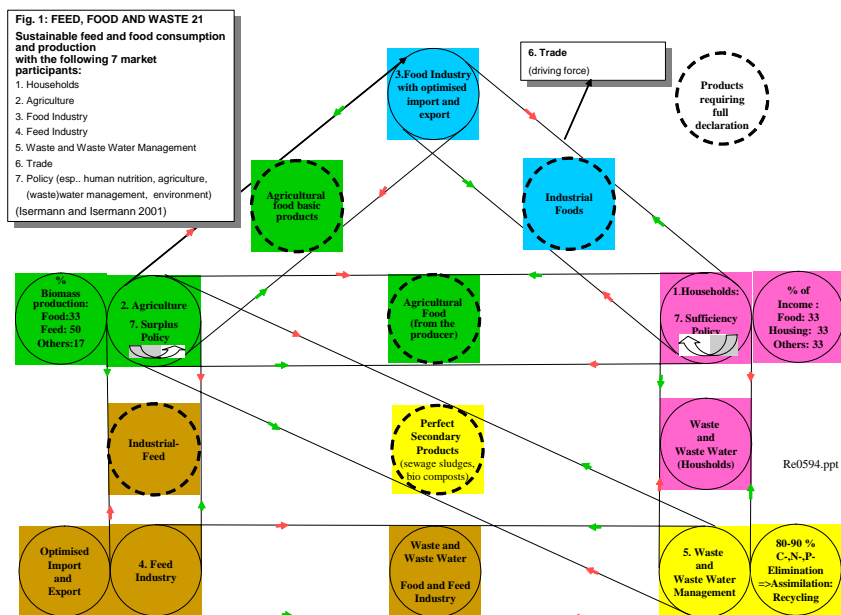 Fig. 1: FEED, FOOD AND WASTE 21
Sustainable feed and food consumption
and production
with the following 7 market
participants:
1. Households
2. Agriculture
3. Food Industry
4. Feed Industry
5. Waste and Waste Water Management
6. Trade
7. Policy (esp.. human nutrition, agriculture,
(waste)water management, environment)
(Isermann and Isermann 2001)
3.Food Industry
with optimised
import and
export
6. Trade
(driving force)
Products
requiring
full
declaration
Agricultural
food basic
products
Industrial
Foods
%
Biomass
production:
Food:33
Feed: 50
Others:17
2. Agriculture
7. Surplus
Policy
Agricultural
Food
(from the
producer)
1.Households:
7. Sufficiency
Policy
% of
Income :
Food: 33
Housing: 33
Others: 33
Industrial-
Feed
Perfect
Secondary
Products
(sewage sludges,
bio composts)
Waste
and
Waste Water
(Housholds)
Re0594.ppt
Optimised
Import
and
Export
4. Feed
Industry
Waste and
Waste Water
Food and Feed
Industry
5. Waste
and
Waste Water
Management
80-90 %
C-,N-,P-
Elimination
=>Assimilation:
Recycling